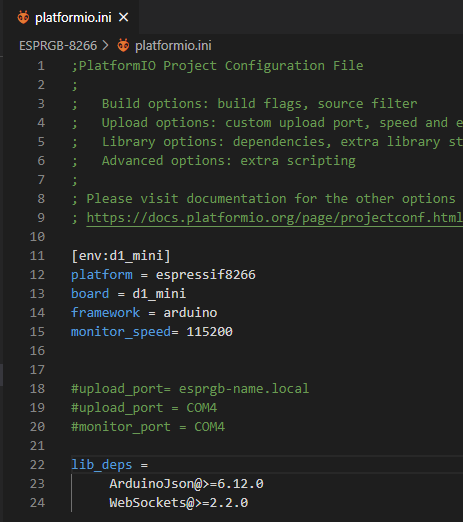 platformio.ini
ESPRGB-8266 > platformio.ini
1 ;PlatformIO Project Configuration File
2 ;
3 ;   Build options: build flags, source filter
4 ;   Upload options: custom upload port, speed and e
5 ;   Library options: dependencies, extra library st
6 ;   Advanced options: extra scripting
7 ;
8 ; Please visit documentation for the other options
9 ; https://docs.platformio.org/page/projectconf.html
10
11 [env:d1_mini]
12 platform = espressif8266
13 board = d1_mini
14 framework = arduino
15 monitor_speed= 115200
16
17
18 #upload_port= esprgb-name.local
19 #upload_port = COM4
20 #monitor_port = COM4
21
22 lib_deps =
23     ArduinoJson@>=6.12.0
24     WebSockets@>=2.2.0